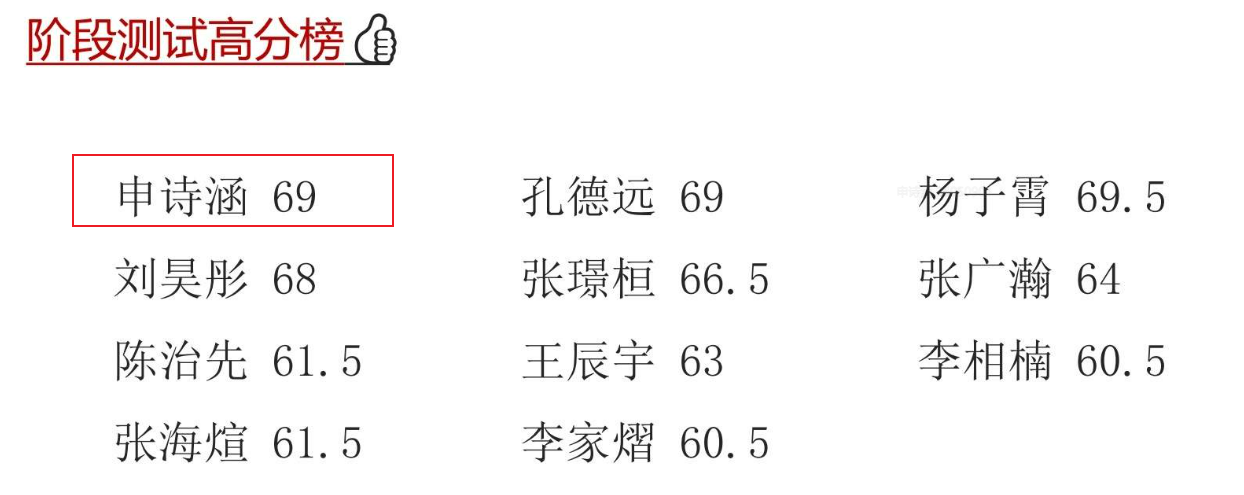 阶段测试高分榜
申诗涵 69 孔德远 69 杨子霄 69.5
刘昊彤 68 张璟桓 66.5 张广瀚 64
陈治先 61.5 王辰宇 63 李相楠 60.5
张海煊 61.5 李家熠 60.5